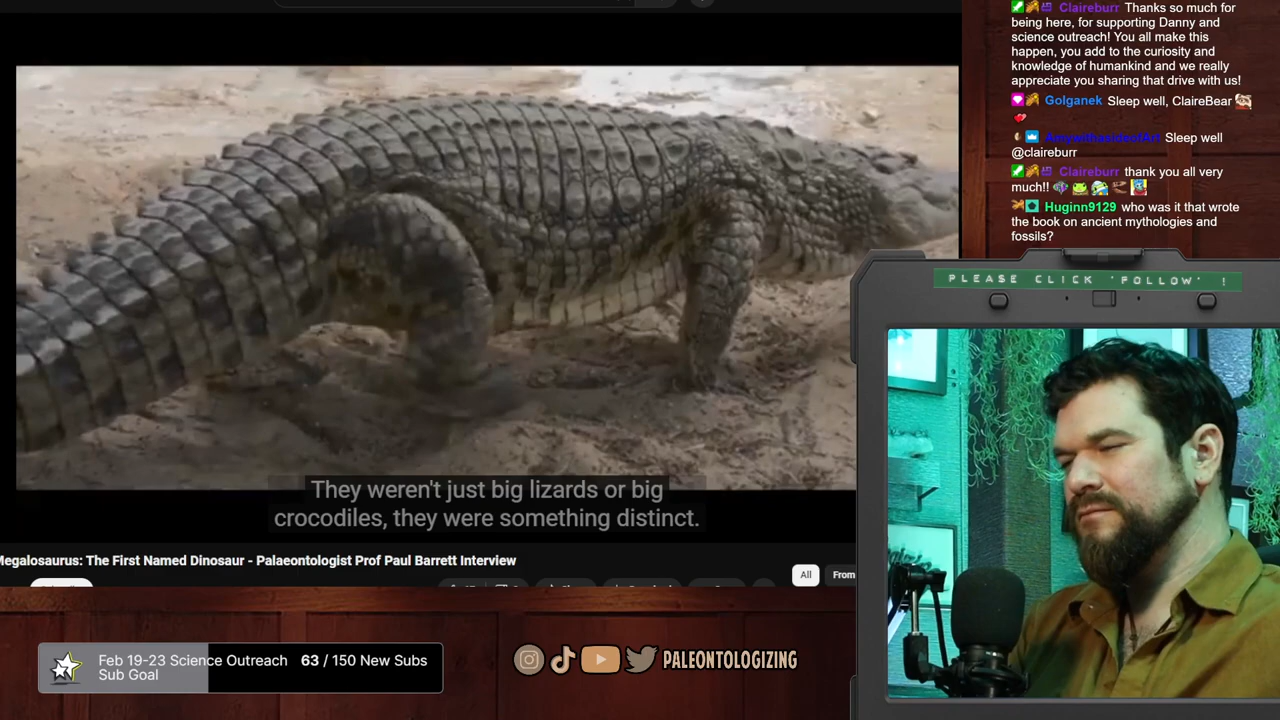 Claireburr Thanks so much for
being here, for supporting Danny and
science outreach! You all make this
happen, you add to the curiosity and
knowledge of humankind and we really
appreciate you sharing that drive with us!
Golganek Sleep well, ClaireBear
AmywithasideofArt Sleep well
@claireburr
Claireburr thank you all very
much!!
Huginn9129 who was it that wrote
the book on ancient mythologies and
fossils?
PLEASE CLICK 'FOLLOW' !
They weren't just big lizards or big
crocodiles, they were something distinct.
Megalosaurus: The First Named Dinosaur - Palaeontologist Prof Paul Barrett Interview
All From
Feb 19-23 Science Outreach 63 / 150 New Subs
Sub Goal
PALEONTOLOGIZING